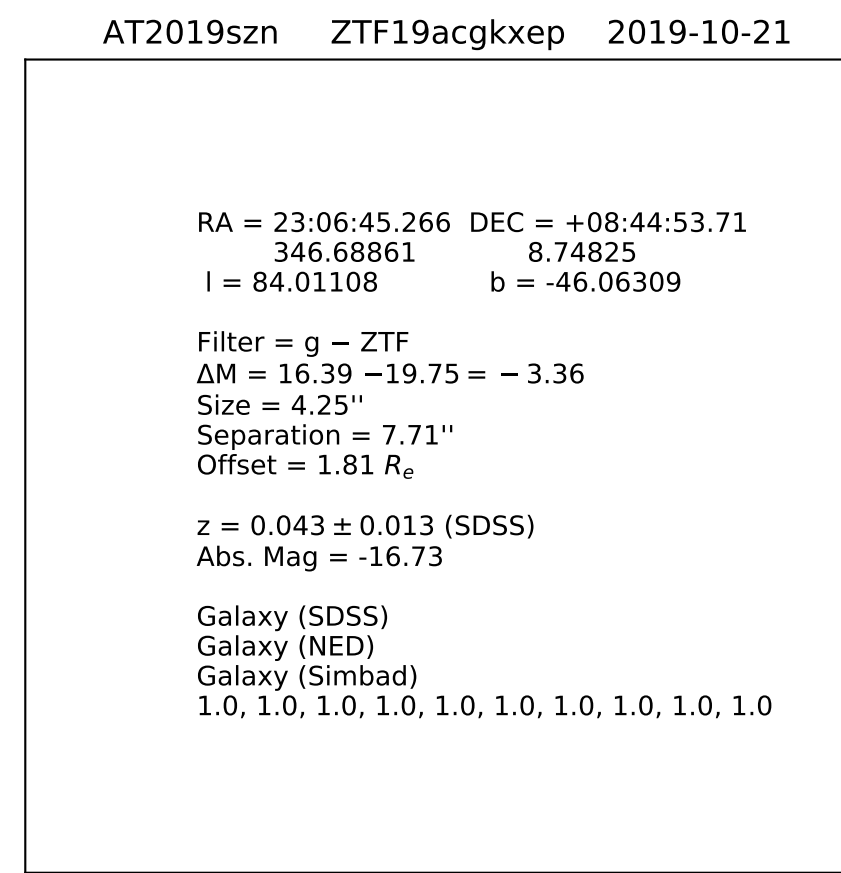 AT2019szn ZTF19acgkxep 2019-10-21
RA = 23:06:45.266 DEC = +08:44:53.71
346.68861 8.74825
l = 84.01108 b = -46.06309
Filter = g − ZTF
ΔM = 16.39 −19.75 = − 3.36
Size = 4.25''
Separation = 7.71''
Offset = 1.81 Rₑ
z = 0.043 ± 0.013 (SDSS)
Abs. Mag = -16.73
Galaxy (SDSS)
Galaxy (NED)
Galaxy (Simbad)
1.0, 1.0, 1.0, 1.0, 1.0, 1.0, 1.0, 1.0, 1.0, 1.0